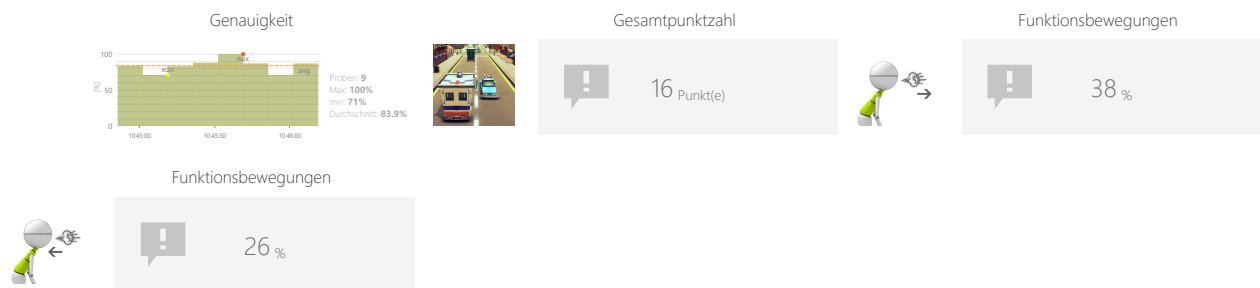 Genauigkeit
100
50
0
[%]
min
max
avg
10:45:00
10:45:30
10:46:00
Proben: 9
Max: 100%
min: 71%
Durchschnitt: 83.9%
Gesamtpunktzahl
16 Punkt(e)
Funktionsbewegungen
38 %
Funktionsbewegungen
26 %